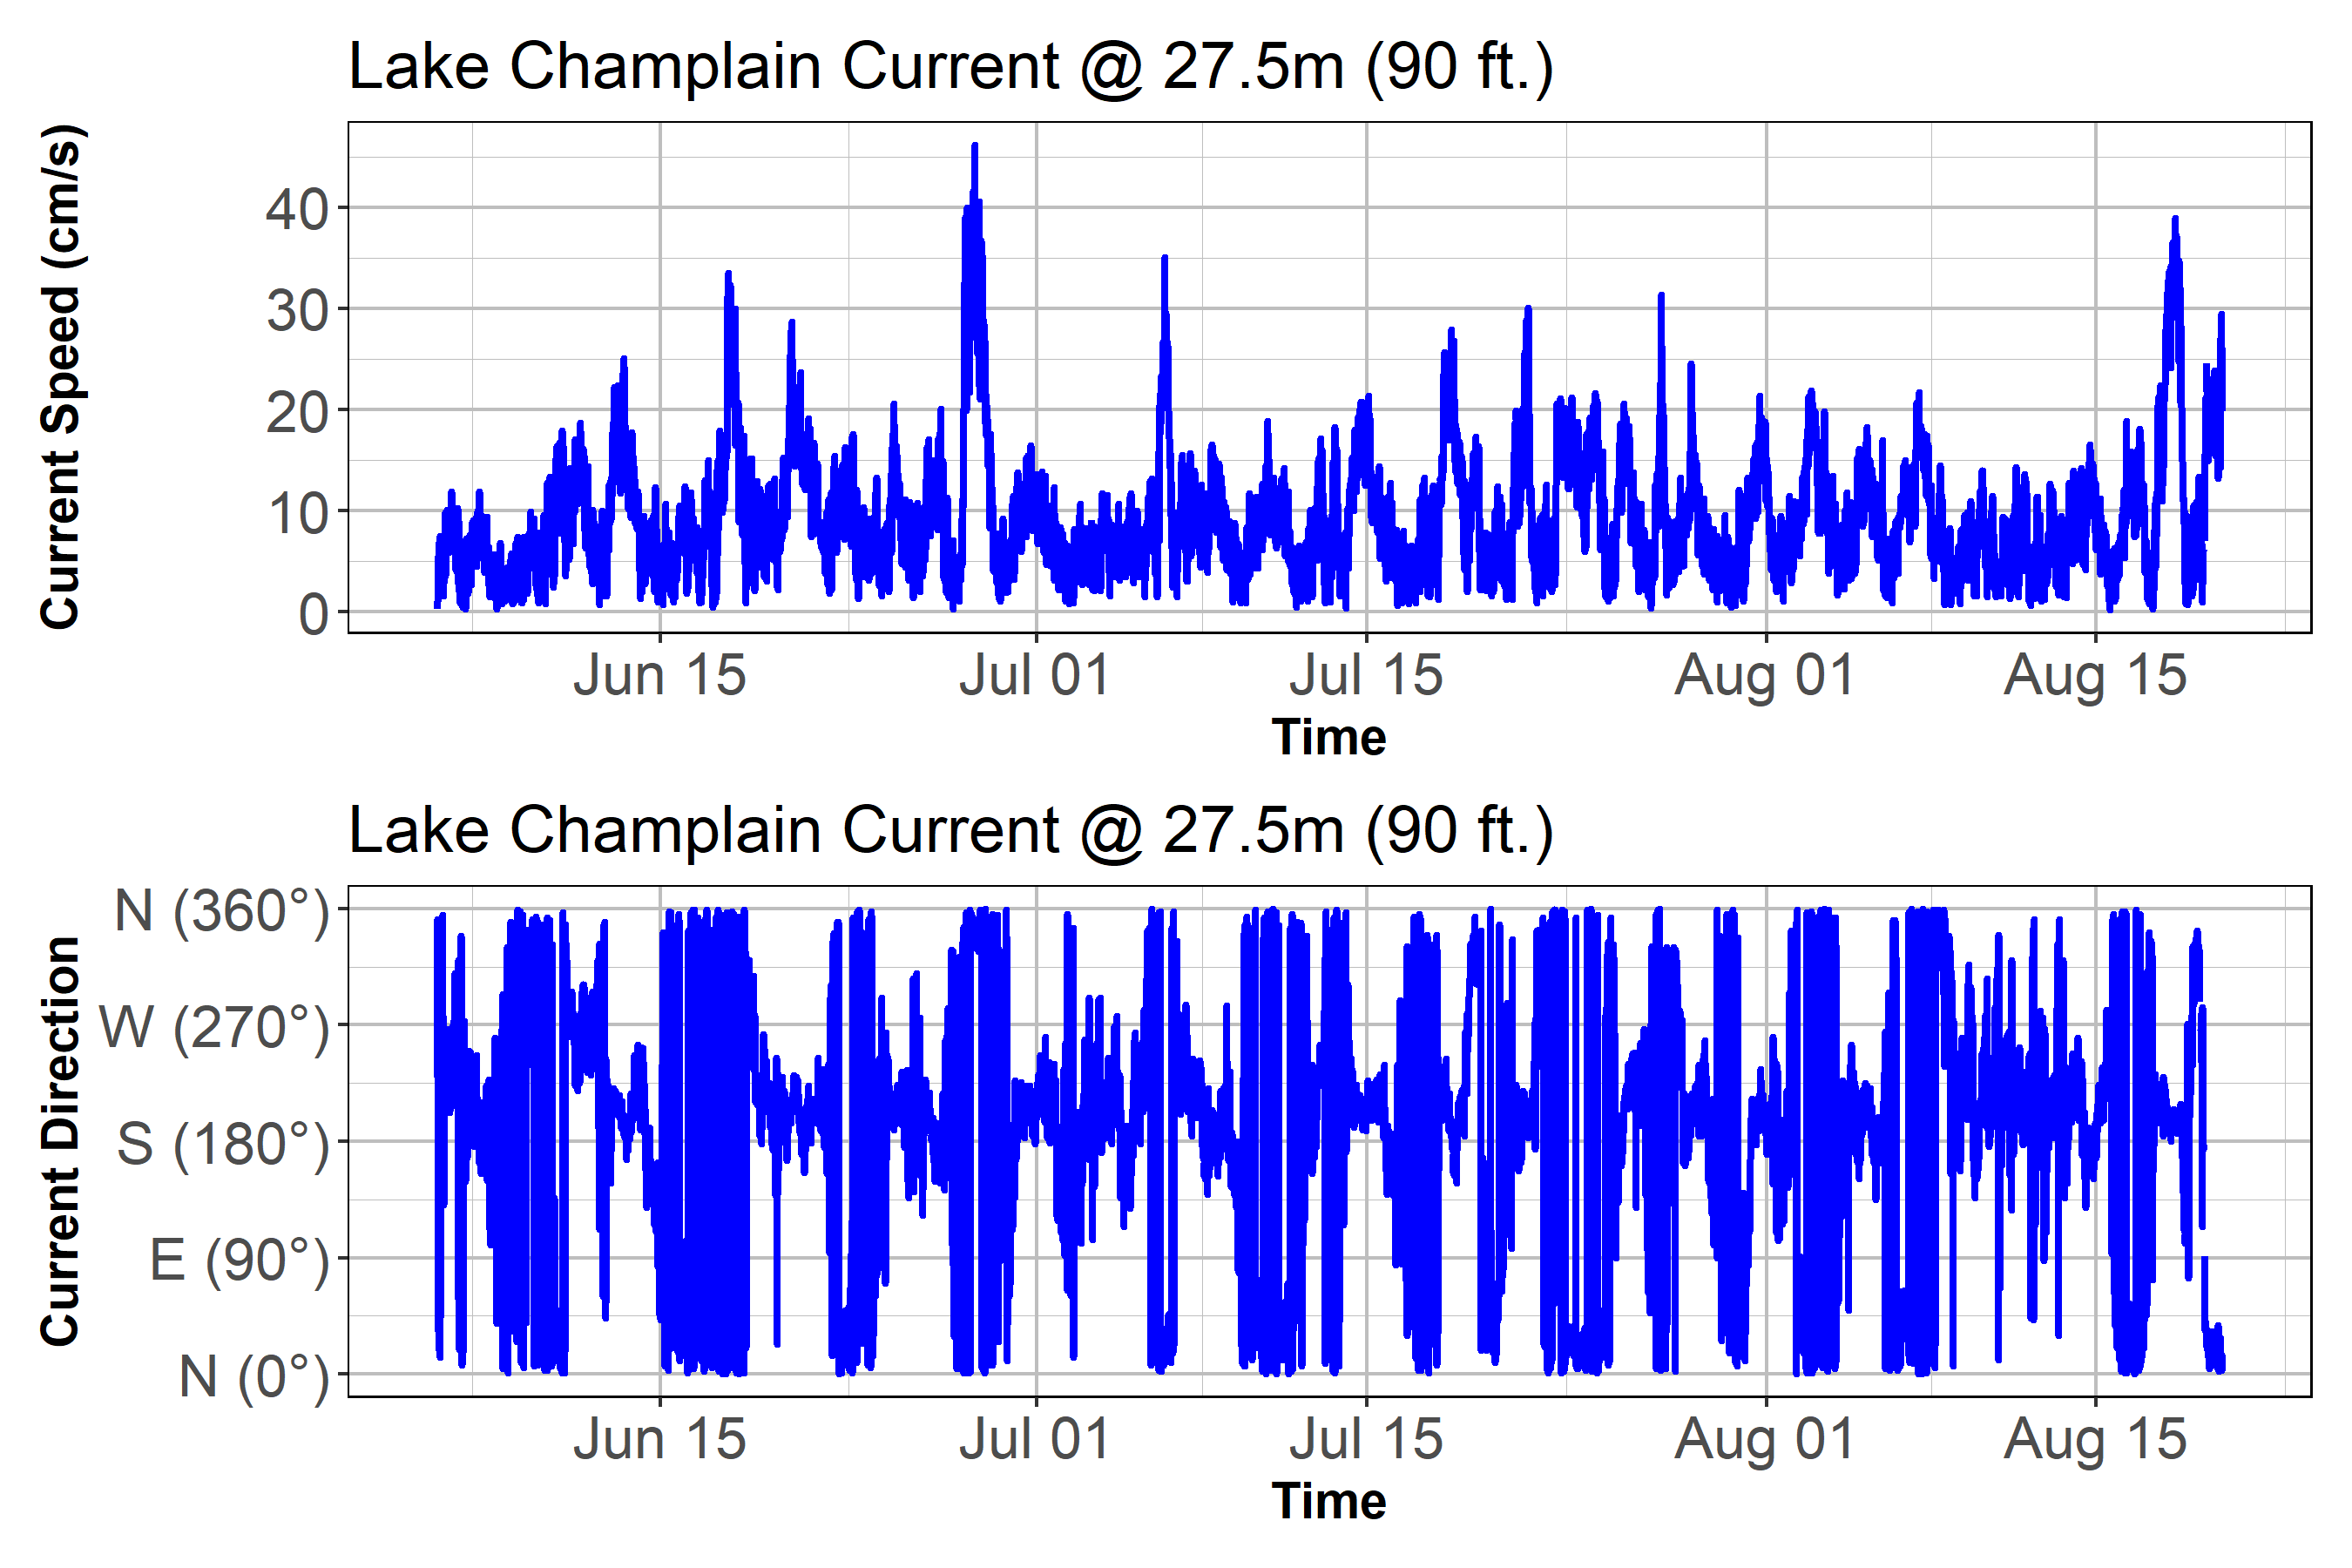 Lake Champlain Current @ 27.5m (90 ft.)
Current Speed (cm/s)
40
30
20
10
0
Jun 15 Jul 01 Jul 15 Aug 01 Aug 15
Time
Lake Champlain Current @ 27.5m (90 ft.)
Current Direction
N (360°)
W (270°)
S (180°)
E (90°)
N (0°)
Jun 15 Jul 01 Jul 15 Aug 01 Aug 15
Time